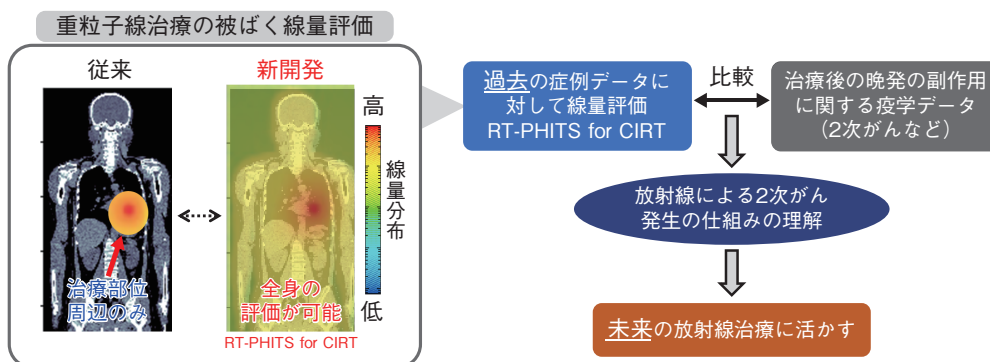 重粒子線治療の被ばく線量評価
従来
新開発
治療部位
周辺のみ
全身の
評価が可能
RT-PHITS for CIRT
高
線量分布
低
過去の症例データに
対して線量評価
RT-PHITS for CIRT
比較
治療後の晩発の副作用
に関する疫学データ
（2次がんなど）
放射線による2次がん
発生の仕組みの理解
未来の放射線治療に活かす